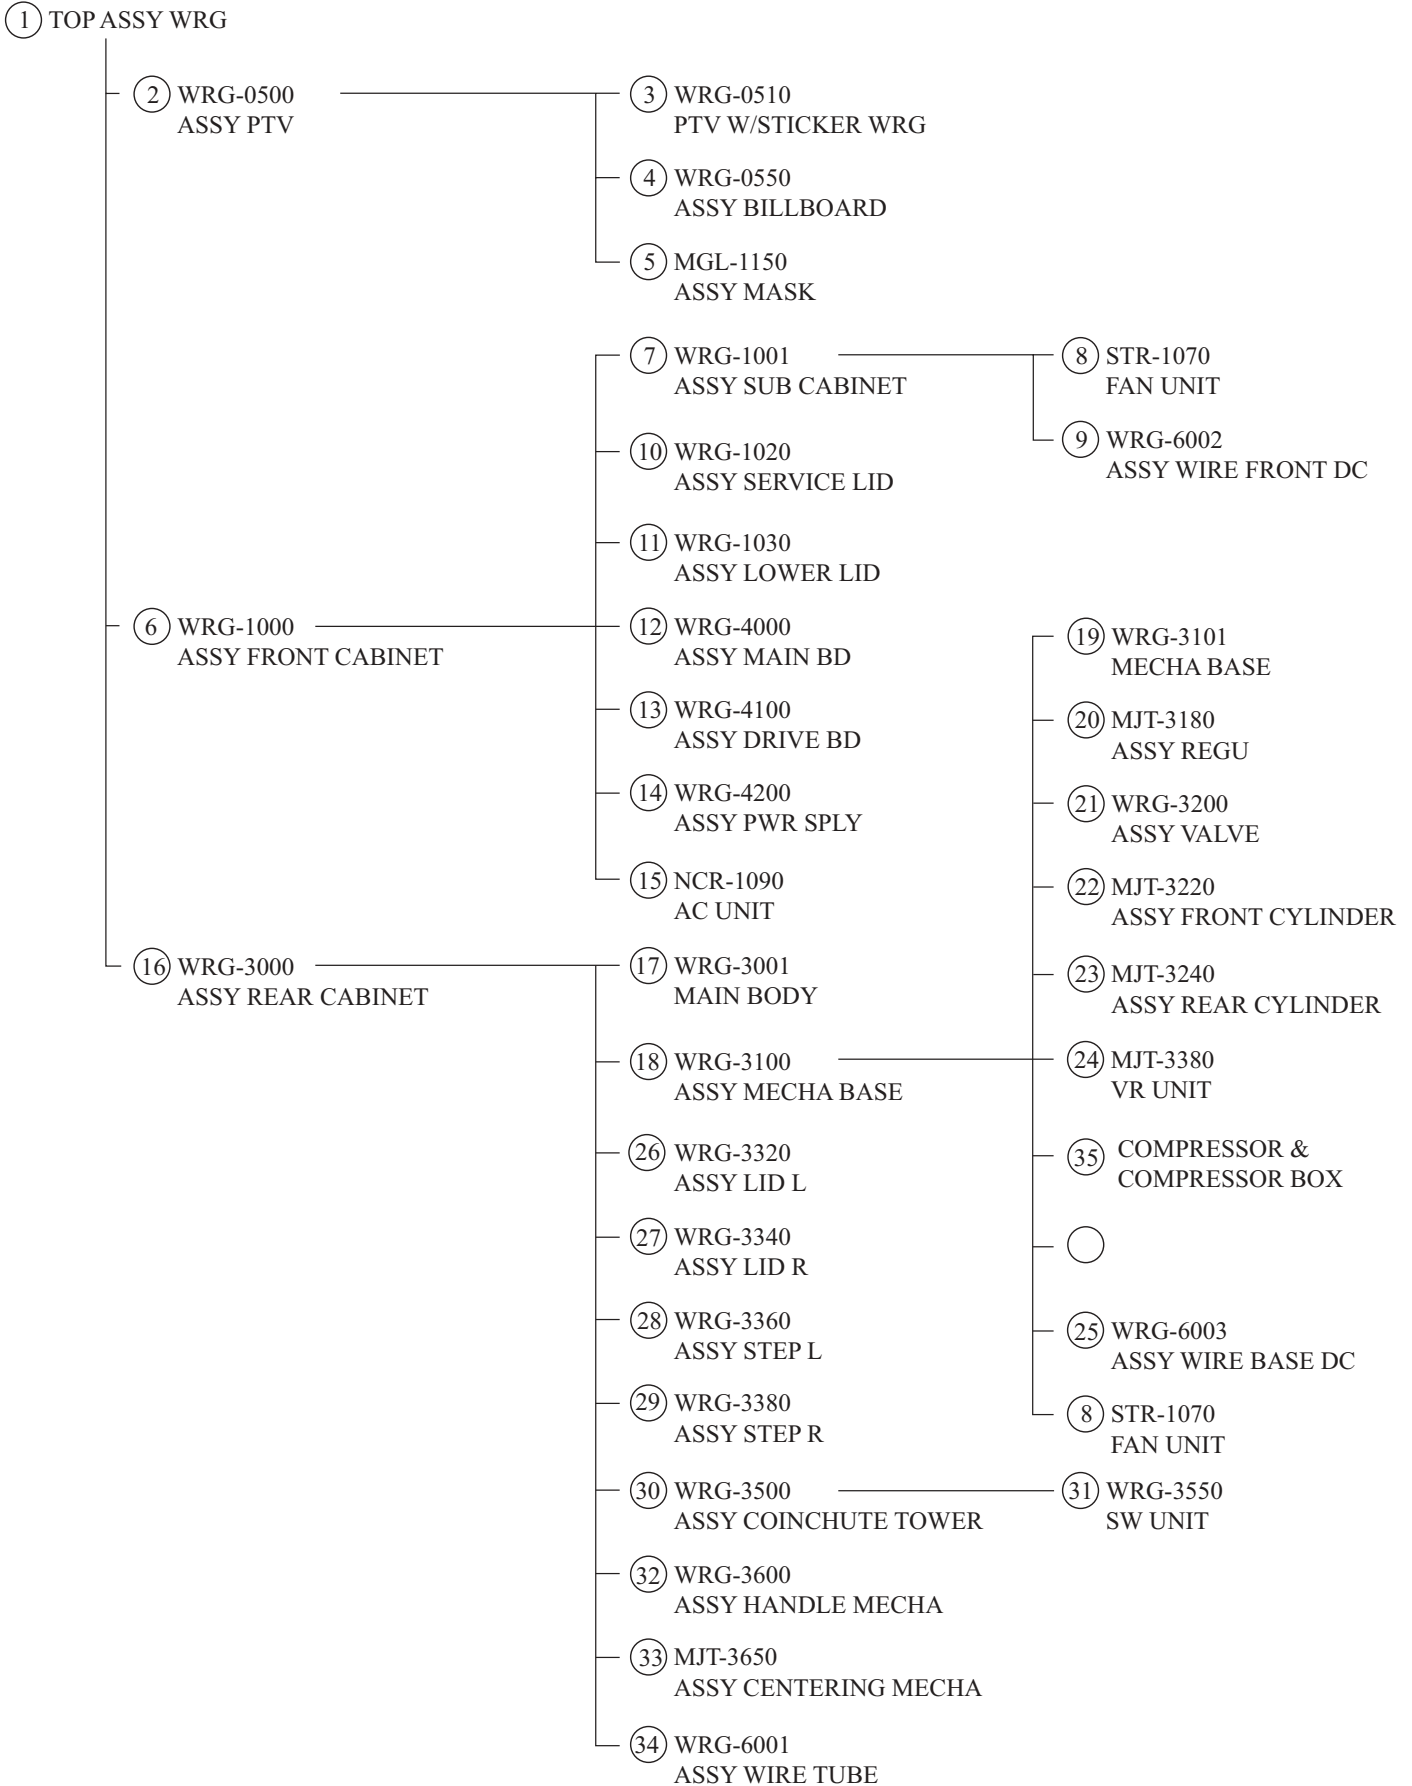 1 TOP ASSY WRG
2 WRG-0500
ASSY PTV
3 WRG-0510
PTV W/STICKER WRG
4 WRG-0550
ASSY BILLBOARD
5 MGL-1150
ASSY MASK
6 WRG-1000
ASSY FRONT CABINET
7 WRG-1001
ASSY SUB CABINET
8 STR-1070
FAN UNIT
9 WRG-6002
ASSY WIRE FRONT DC
10 WRG-1020
ASSY SERVICE LID
11 WRG-1030
ASSY LOWER LID
12 WRG-4000
ASSY MAIN BD
13 WRG-4100
ASSY DRIVE BD
14 WRG-4200
ASSY PWR SPLY
15 NCR-1090
AC UNIT
16 WRG-3000
ASSY REAR CABINET
17 WRG-3001
MAIN BODY
18 WRG-3100
ASSY MECHA BASE
19 WRG-3101
MECHA BASE
20 MJT-3180
ASSY REGU
21 WRG-3200
ASSY VALVE
22 MJT-3220
ASSY FRONT CYLINDER
23 MJT-3240
ASSY REAR CYLINDER
24 MJT-3380
VR UNIT
35 COMPRESSOR &
COMPRESSOR BOX
25 WRG-6003
ASSY WIRE BASE DC
8 STR-1070
FAN UNIT
26 WRG-3320
ASSY LID L
27 WRG-3340
ASSY LID R
28 WRG-3360
ASSY STEP L
29 WRG-3380
ASSY STEP R
30 WRG-3500
ASSY COINCHUTE TOWER
31 WRG-3550
SW UNIT
32 WRG-3600
ASSY HANDLE MECHA
33 MJT-3650
ASSY CENTERING MECHA
34 WRG-6001
ASSY WIRE TUBE